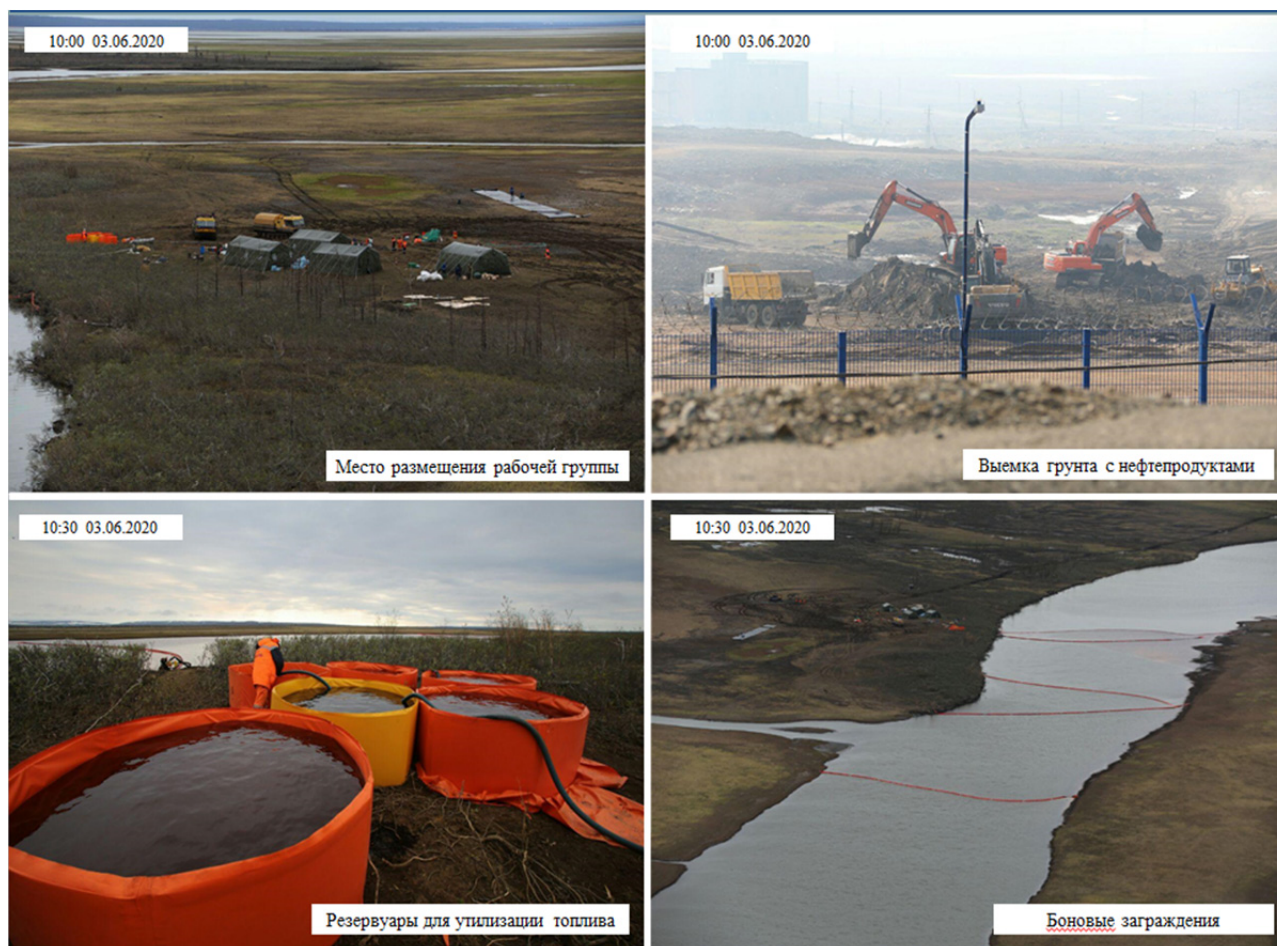 10:00 03.06.2020
10:00 03.06.2020
Место размещения рабочей группы
Выемка грунта с нефтепродуктами
10:30 03.06.2020
10:30 03.06.2020
Резервуары для утилизации топлива
Боновые заграждения